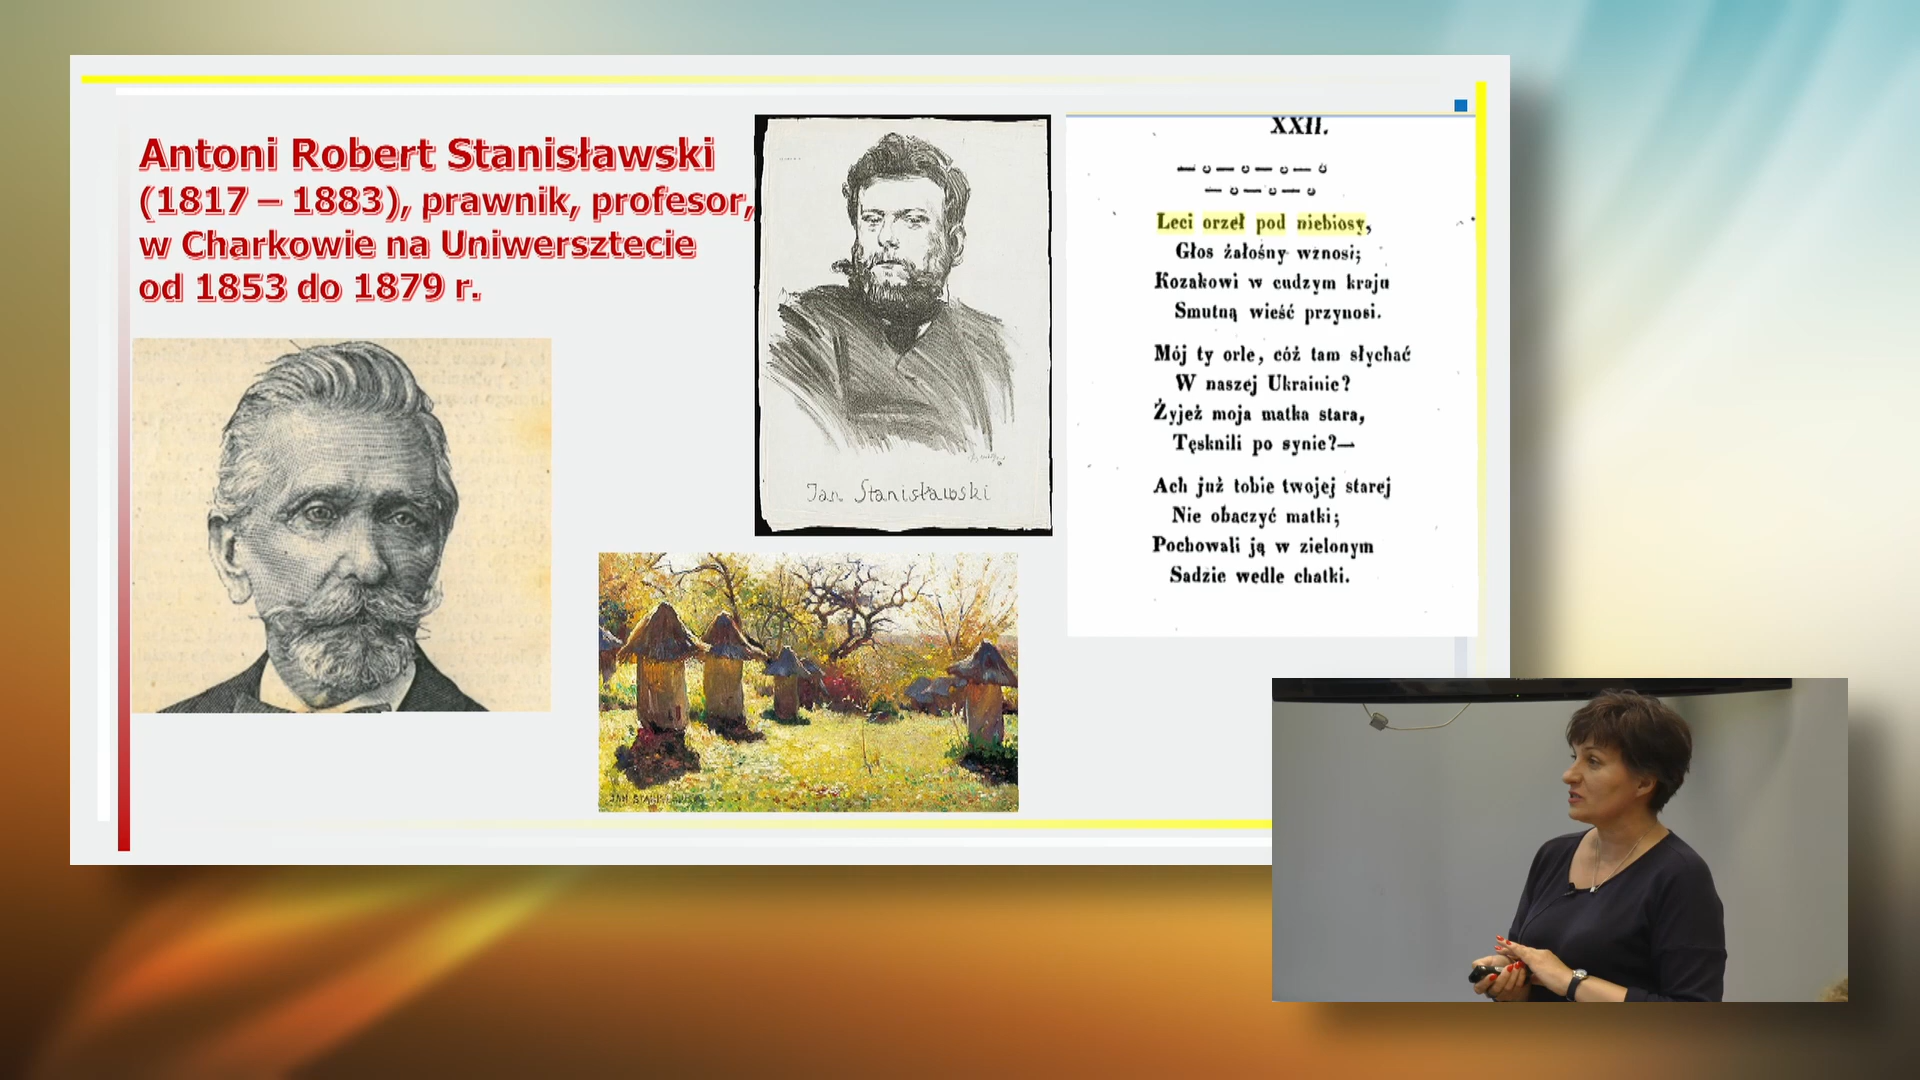 Antoni Robert Stanisławski
(1817 – 1883), prawnik, profesor,
w Charkowie na Uniwersztecie
od 1853 do 1879 r.
Jan Stanisławski
JAN STANISŁAWSKI
XXII.
Leci orzeł pod niebiosy,
Głos żałośny wznosi;
Kozakowi w cudzym kraju
Smutną wieść przynosi.
Mój ty orle, cóż tam słychać
W naszej Ukrainie?
Żyjeż moja matka stara,
Tęsknili po synie?—
Ach już tobie twojej starej
Nie obaczyć matki;
Pochowali ją w zielonym
Sadzie wedle chatki.